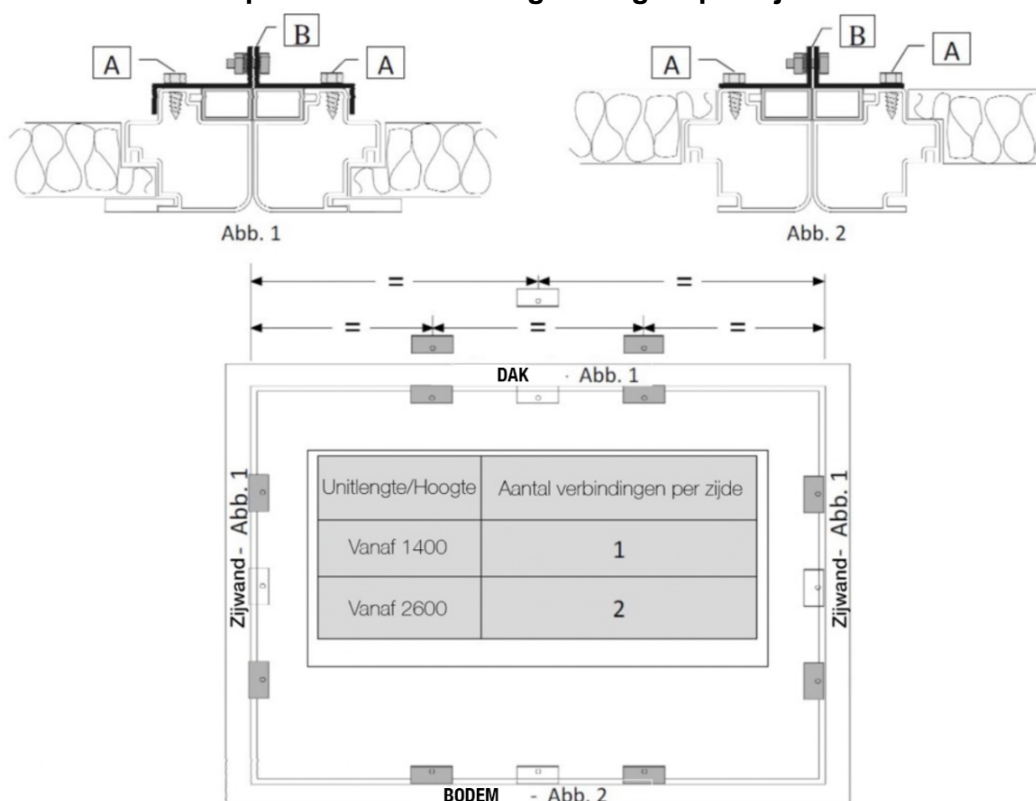 B
A
A
Abb. 1
B
A
A
Abb. 2
= =
= = =
DAK - Abb. 1
Zijwand - Abb. 1
Zijwand - Abb. 1
Unitlengte/Hoogte Aantal verbindingen per zijde
Vanaf 1400 1
Vanaf 2600 2
BODEM - Abb. 2